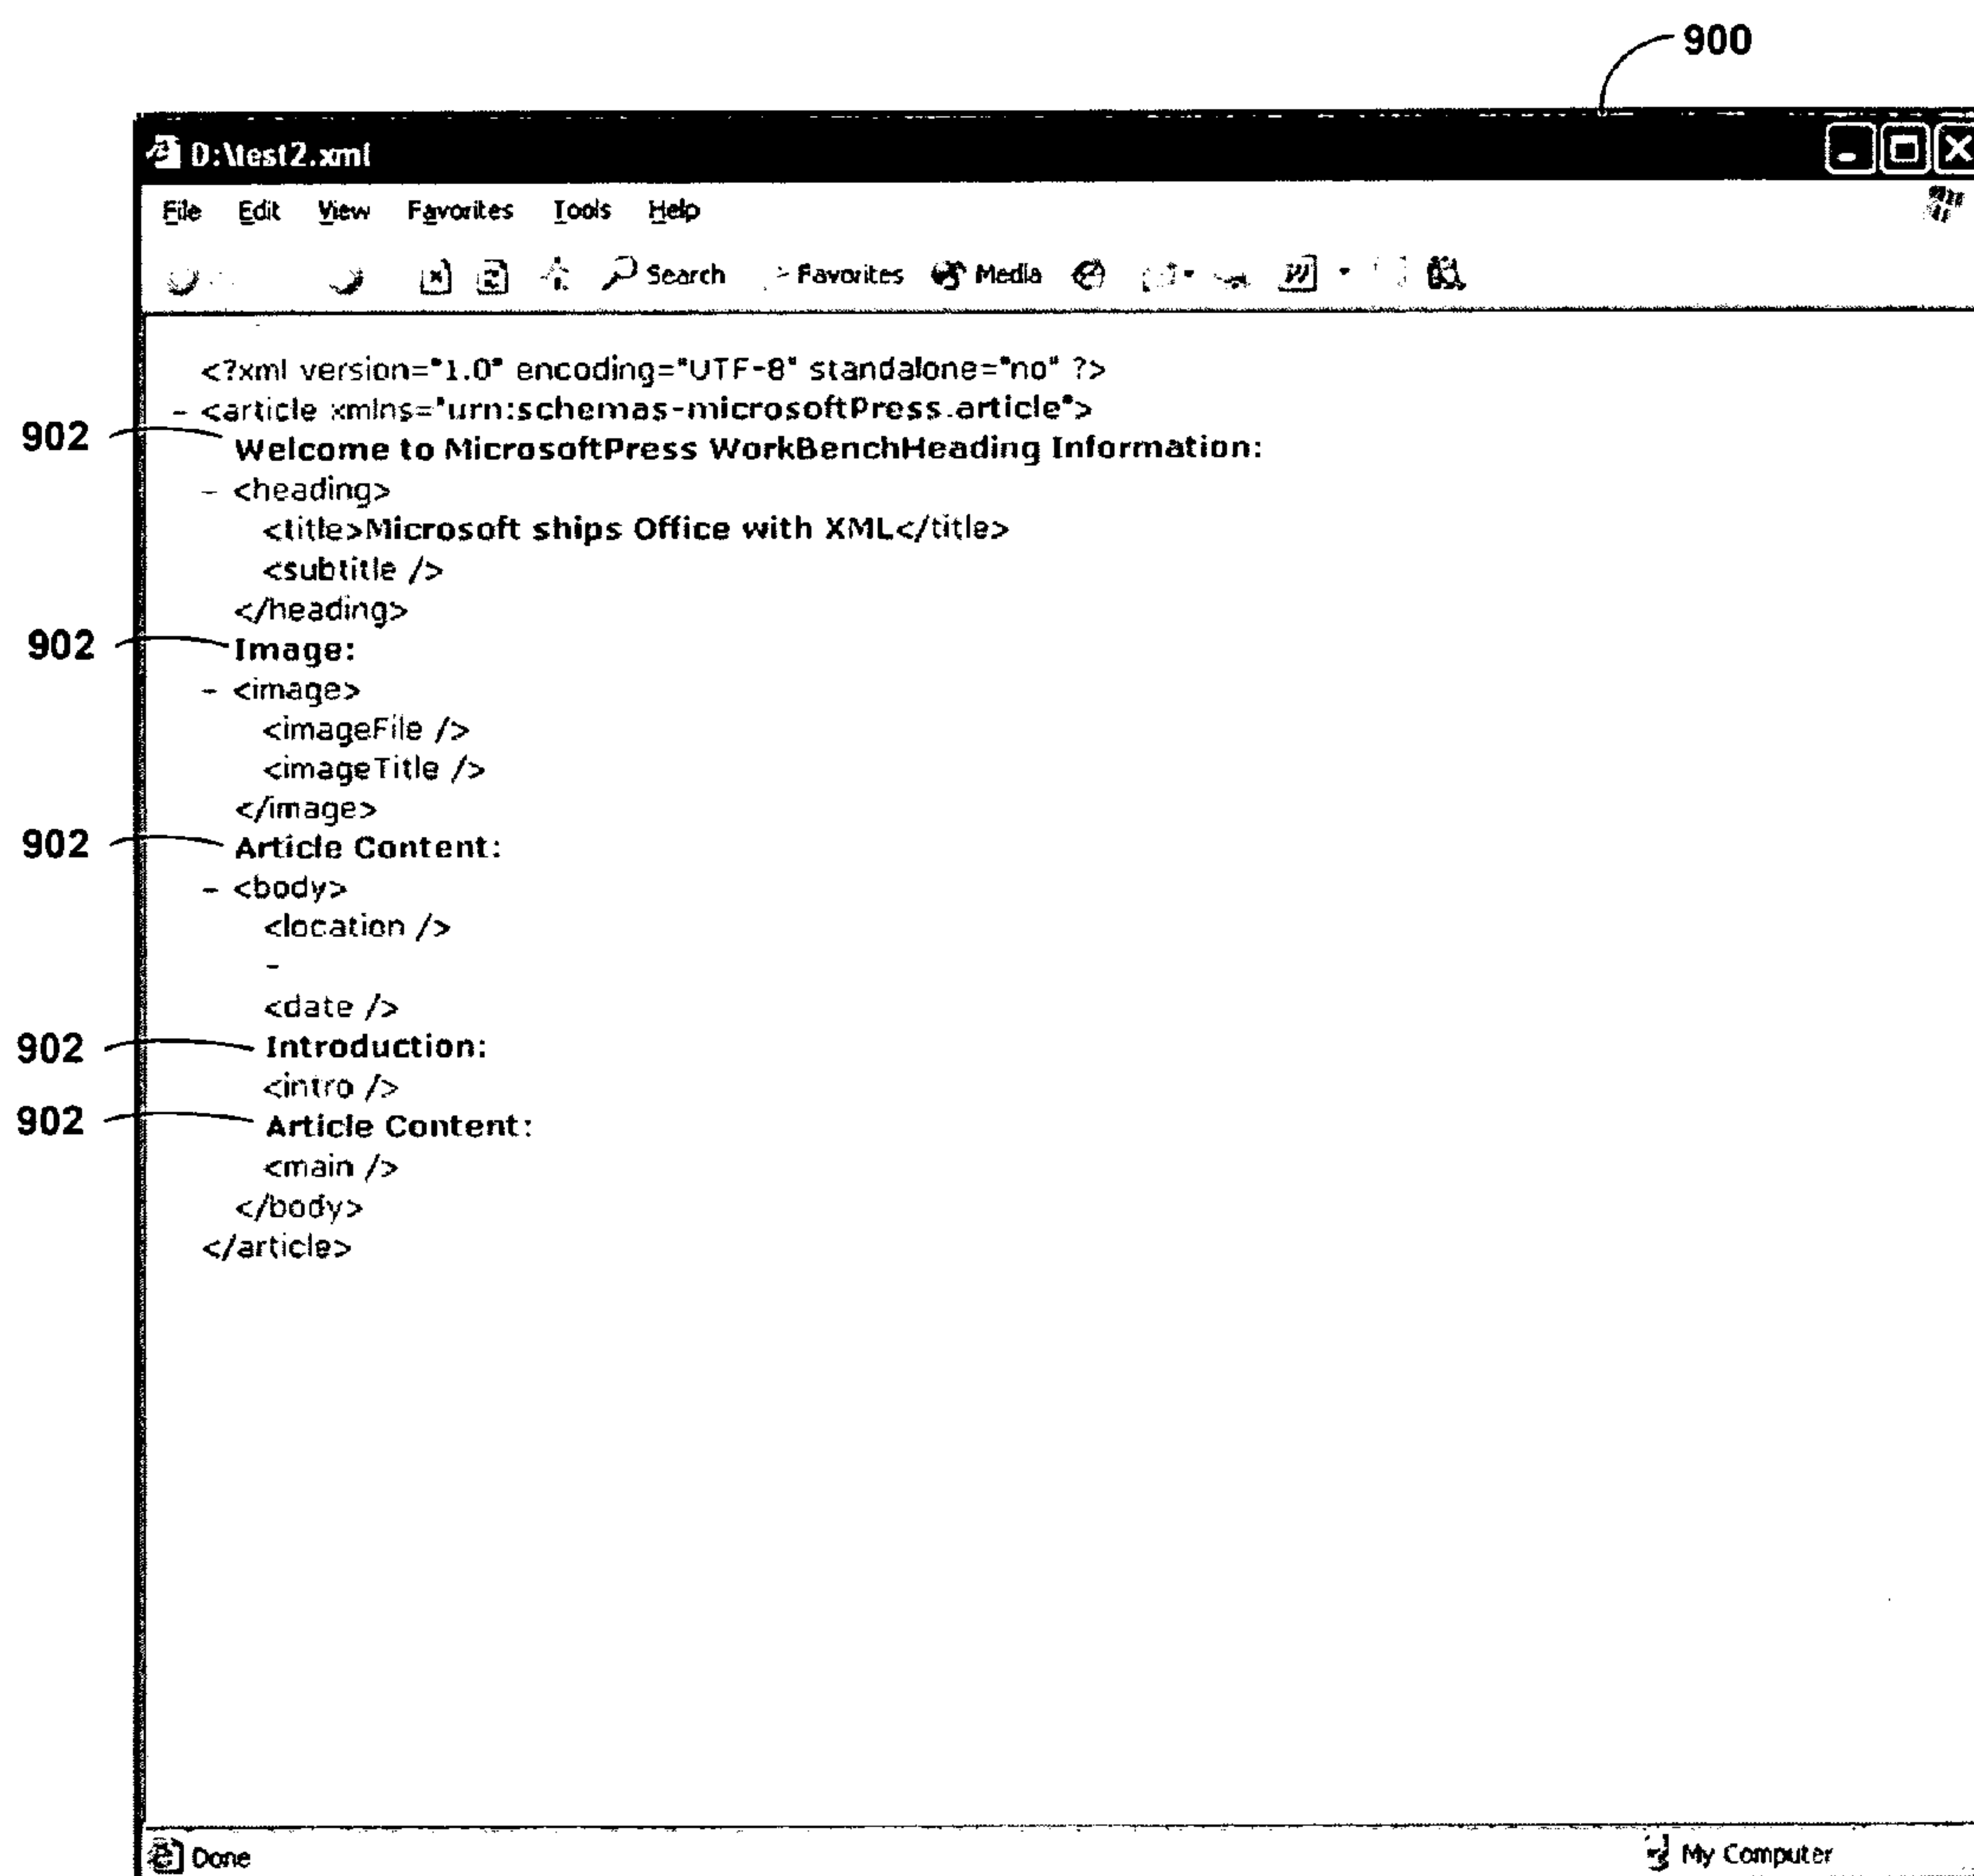 900
D:\test2.xml
File Edit View Favorites Tools Help
Search Favorites Media
<?xml version="1.0" encoding="UTF-8" standalone="no" ?>
- <article xmlns="urn:schemas-microsoftPress.article">
902 Welcome to MicrosoftPress WorkBenchHeading Information:
- <heading>
<title>Microsoft ships Office with XML</title>
<subtitle />
</heading>
902 Image:
- <image>
<imageFile />
<imageTitle />
</image>
902 Article Content:
- <body>
<location />
-
<date />
902 Introduction:
<intro />
902 Article Content:
<main />
</body>
</article>
Done My Computer